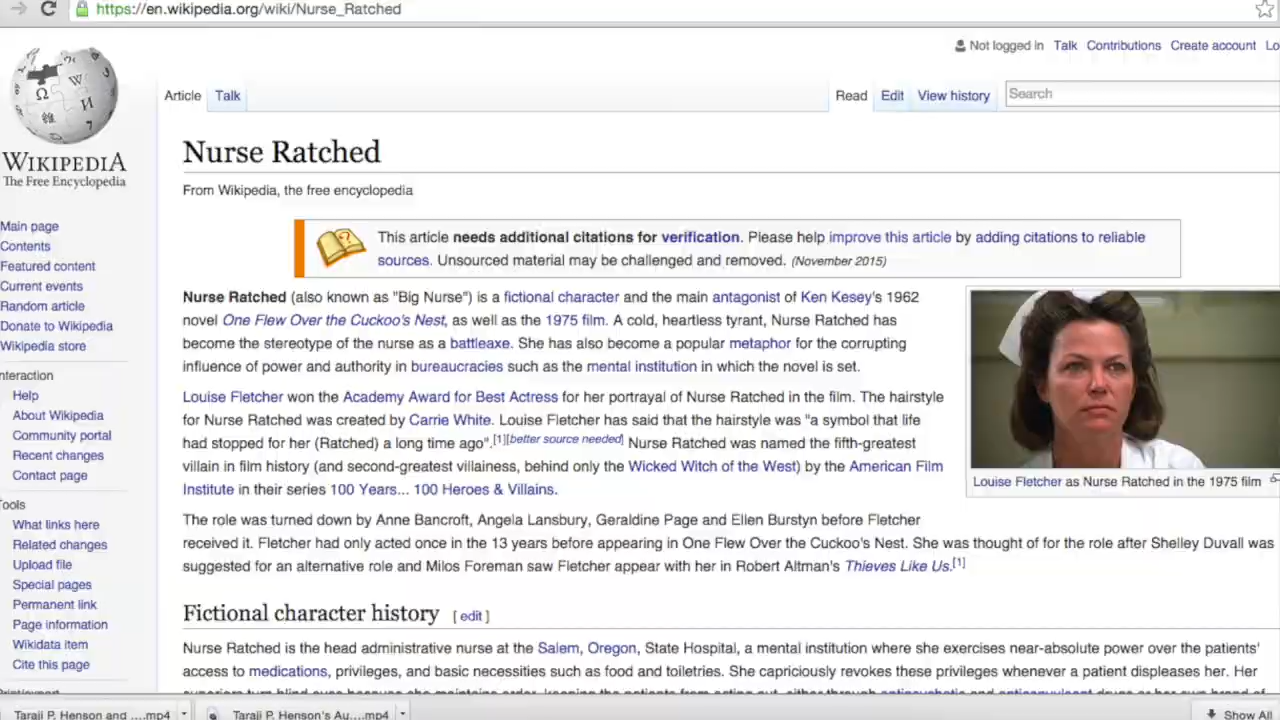 https://en.wikipedia.org/wiki/Nurse_Ratched
Not logged in Talk Contributions Create account Lo
Article Talk
Read Edit View history Search
WIKIPEDIA
The Free Encyclopedia
Main page
Contents
Featured content
Current events
Random article
Donate to Wikipedia
Wikipedia store
nteraction
Help
About Wikipedia
Community portal
Recent changes
Contact page
Tools
What links here
Related changes
Upload file
Special pages
Permanent link
Page information
Wikidata item
Cite this page
Nurse Ratched
From Wikipedia, the free encyclopedia
This article needs additional citations for verification. Please help improve this article by adding citations to reliable
sources. Unsourced material may be challenged and removed. (November 2015)
Nurse Ratched (also known as "Big Nurse") is a fictional character and the main antagonist of Ken Kesey's 1962
novel One Flew Over the Cuckoo's Nest, as well as the 1975 film. A cold, heartless tyrant, Nurse Ratched has
become the stereotype of the nurse as a battleaxe. She has also become a popular metaphor for the corrupting
influence of power and authority in bureaucracies such as the mental institution in which the novel is set.
Louise Fletcher won the Academy Award for Best Actress for her portrayal of Nurse Ratched in the film. The hairstyle
for Nurse Ratched was created by Carrie White. Louise Fletcher has said that the hairstyle was "a symbol that life
had stopped for her (Ratched) a long time ago".[1][better source needed] Nurse Ratched was named the fifth-greatest
villain in film history (and second-greatest villainess, behind only the Wicked Witch of the West) by the American Film
Institute in their series 100 Years... 100 Heroes & Villains.
Louise Fletcher as Nurse Ratched in the 1975 film
The role was turned down by Anne Bancroft, Angela Lansbury, Geraldine Page and Ellen Burstyn before Fletcher
received it. Fletcher had only acted once in the 13 years before appearing in One Flew Over the Cuckoo's Nest. She was thought of for the role after Shelley Duvall was
suggested for an alternative role and Milos Foreman saw Fletcher appear with her in Robert Altman's Thieves Like Us.[1]
Fictional character history [ edit ]
Nurse Ratched is the head administrative nurse at the Salem, Oregon, State Hospital, a mental institution where she exercises near-absolute power over the patients'
access to medications, privileges, and basic necessities such as food and toiletries. She capriciously revokes these privileges whenever a patient displeases her. Her
Taraji P. Henson and ....mp4 Taraji P. Henson's Au....mp4 Show All